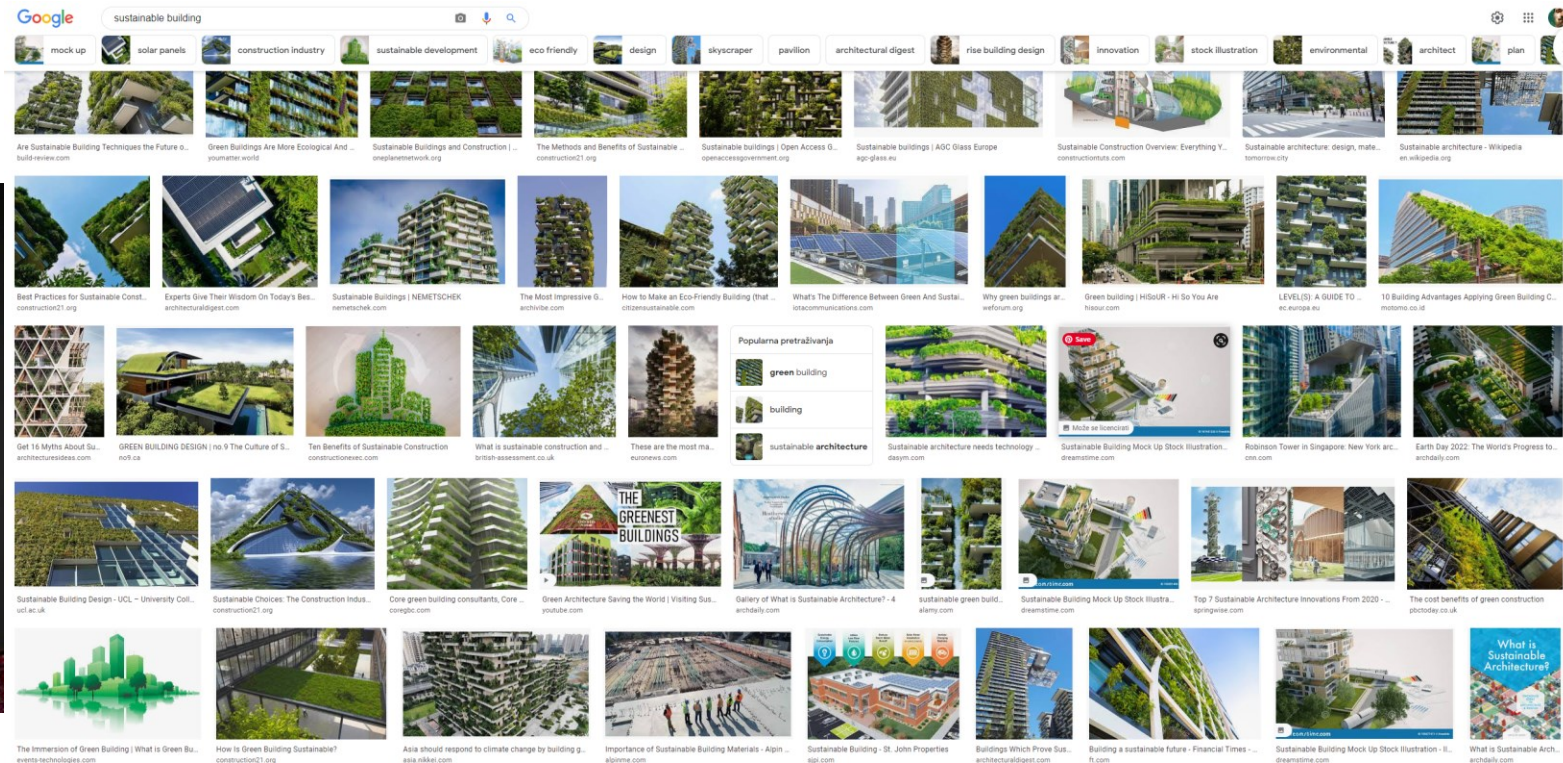 Google
sustainable building
mock up
solar panels
construction industry
sustainable development
eco friendly
design
skyscraper
pavilion
architectural digest
rise building design
innovation
stock illustration
environmental
architect
plan
Are Sustainable Building Techniques the Future o...
build-review.com
Green Buildings Are More Ecological And ...
youmatter.world
Sustainable Buildings and Construction | ...
oneplanetnetwork.org
The Methods and Benefits of Sustainable ...
construction21.org
Sustainable buildings | Open Access G...
openaccessgovernment.org
Sustainable buildings | AGC Glass Europe
agc-glass.eu
Sustainable Construction Overview: Everything Y...
constructiontuts.com
Sustainable architecture: design, mate...
tomorrow.city
Sustainable architecture - Wikipedia
en.wikipedia.org
Best Practices for Sustainable Const...
construction21.org
Experts Give Their Wisdom On Today's Bes...
architecturaldigest.com
Sustainable Buildings | NEMETSCHEK
nemetschek.com
The Most Impressive G...
archivibe.com
How to Make an Eco-Friendly Building (that ...
citizensustainable.com
What's The Difference Between Green And Sustai...
iotacommunications.com
Why green buildings ar...
weforum.org
Green building | HiSoUR - Hi So You Are
hisour.com
LEVEL(S): A GUIDE TO ...
ec.europa.eu
10 Building Advantages Applying Green Building C...
motomo.co.id
Popularna pretraživanja
green building
building
sustainable architecture
Save
Može se licencirati
Get 16 Myths About Su...
architecturesideas.com
GREEN BUILDING DESIGN | no.9 The Culture of S...
no9.ca
Ten Benefits of Sustainable Construction
constructionexec.com
What is sustainable construction and ...
british-assessment.co.uk
These are the most ma...
euronews.com
Sustainable architecture needs technology ...
dasym.com
Sustainable Building Mock Up Stock Illustration...
dreamstime.com
Robinson Tower in Singapore: New York arc...
cnn.com
Earth Day 2022: The World's Progress to...
archdaily.com
THE
GREENEST
BUILDINGS
Sustainable Building Design - UCL – University Coll...
ucl.ac.uk
Sustainable Choices: The Construction Indus...
construction21.org
Core green building consultants, Core ...
coregbc.com
Green Architecture Saving the World | Visiting Sus...
youtube.com
Gallery of What is Sustainable Architecture? - 4
archdaily.com
sustainable green build...
alamy.com
Sustainable Building Mock Up Stock Illustra...
dreamstime.com
Top 7 Sustainable Architecture Innovations From 2020 - ...
springwise.com
The cost benefits of green construction
pbctoday.co.uk
What is
Sustainable
Architecture?
The Immersion of Green Building | What is Green Bu...
events-technologies.com
How Is Green Building Sustainable?
construction21.org
Asia should respond to climate change by building g...
asia.nikkei.com
Importance of Sustainable Building Materials - Alpin ...
alpinme.com
Sustainable Building - St. John Properties
sjpi.com
Buildings Which Prove Sus...
architecturaldigest.com
Building a sustainable future - Financial Times - ...
ft.com
Sustainable Building Mock Up Stock Illustration - Il...
dreamstime.com
What is Sustainable Arch...
archdaily.com